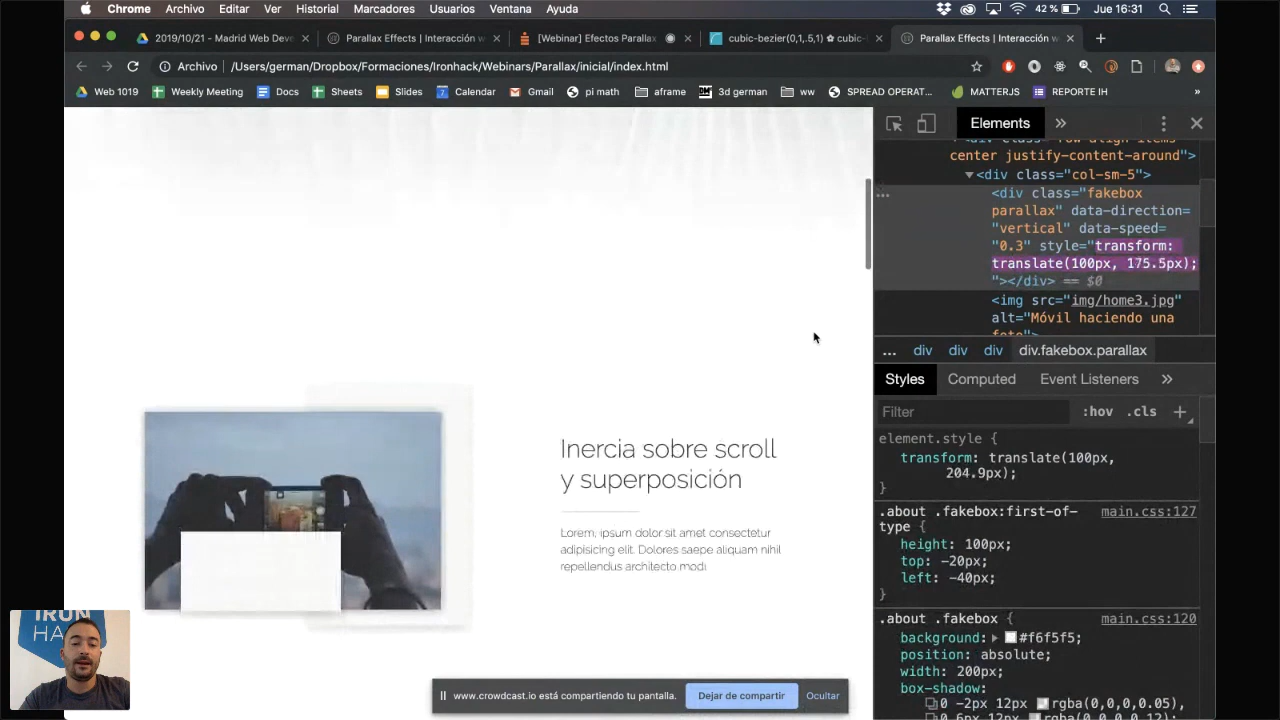 Chrome Archivo Editar Ver Historial Marcadores Usuarios Ventana Ayuda 42 % Jue 16:31
2019/10/21 - Madrid Web Dev
Parallax Effects | Interacción w
[Webinar] Efectos Parallax
cubic-bezier(0,1,.5,1) ✿ cubic-
Parallax Effects | Interacción w
Archivo | /Users/german/Dropbox/Formaciones/Ironhack/Webinars/Parallax/inicial/index.html
Web 1019 Weekly Meeting Docs Sheets Slides Calendar Gmail pi math aframe 3d german ww SPREAD OPERAT... MATTERJS REPORTE IH »
Elements »
center justify-content-around">
▼<div class="col-sm-5">
<div class="fakebox
parallax" data-direction=
"vertical" data-speed=
"0.3" style="transform:
translate(100px, 175.5px);
"></div> == $0
<img src="img/home3.jpg"
alt="Móvil haciendo una
foto">
... div div div div.fakebox.parallax
Styles Computed Event Listeners »
Filter :hov .cls +
element.style {
transform: translate(100px,
204.9px);
}
.about .fakebox:first-of-type { main.css:127
height: 100px;
top: -20px;
left: -40px;
}
.about .fakebox { main.css:120
background: ▶ #f6f5f5;
position: absolute;
width: 200px;
box-shadow:
0 -2px 12px rgba(0,0,0,0.05),
Inercia sobre scroll
y superposición
Lorem, ipsum dolor sit amet consectetur
adipisicing elit. Dolores saepe aliquam nihil
repellendus architecto modi
IRON
HA
www.crowdcast.io está compartiendo tu pantalla. Dejar de compartir Ocultar